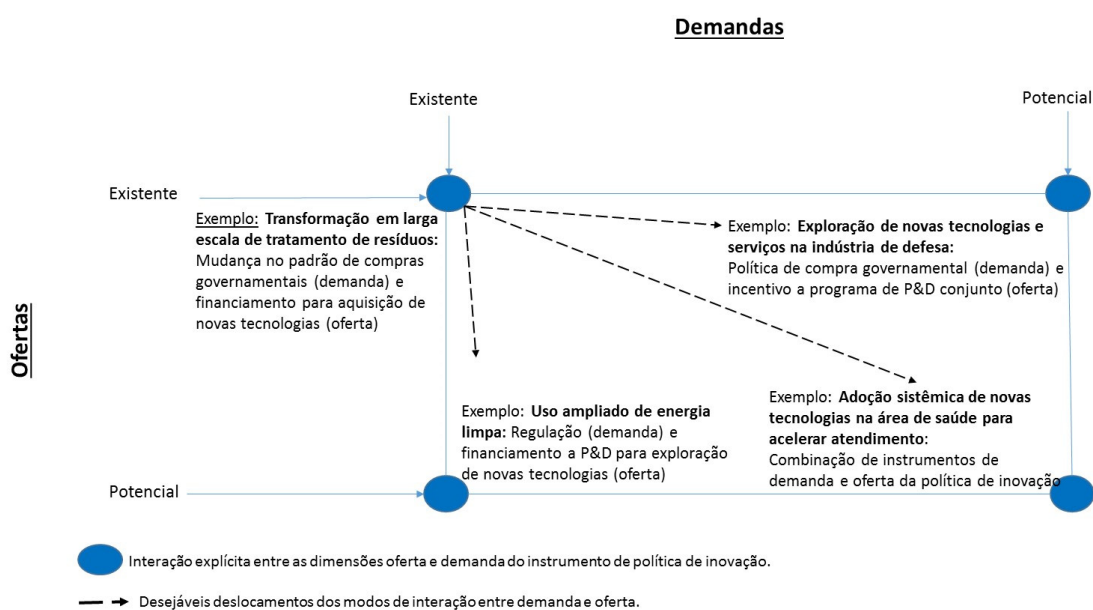 Demandas
Existente
Potencial
Existente
Exemplo: Transformação em larga
escala de tratamento de resíduos:
Mudança no padrão de compras
governamentais (demanda) e
financiamento para aquisição de
novas tecnologias (oferta)
Exemplo: Exploração de novas tecnologias e
serviços na indústria de defesa:
Política de compra governamental (demanda) e
incentivo a programa de P&D conjunto (oferta)
Ofertas
Exemplo: Uso ampliado de energia
limpa: Regulação (demanda) e
financiamento a P&D para exploração
de novas tecnologias (oferta)
Exemplo: Adoção sistêmica de novas
tecnologias na área de saúde para
acelerar atendimento:
Combinação de instrumentos de
demanda e oferta da política de inovação
Potencial
Interação explícita entre as dimensões oferta e demanda do instrumento de política de inovação.
Desejáveis deslocamentos dos modos de interação entre demanda e oferta.